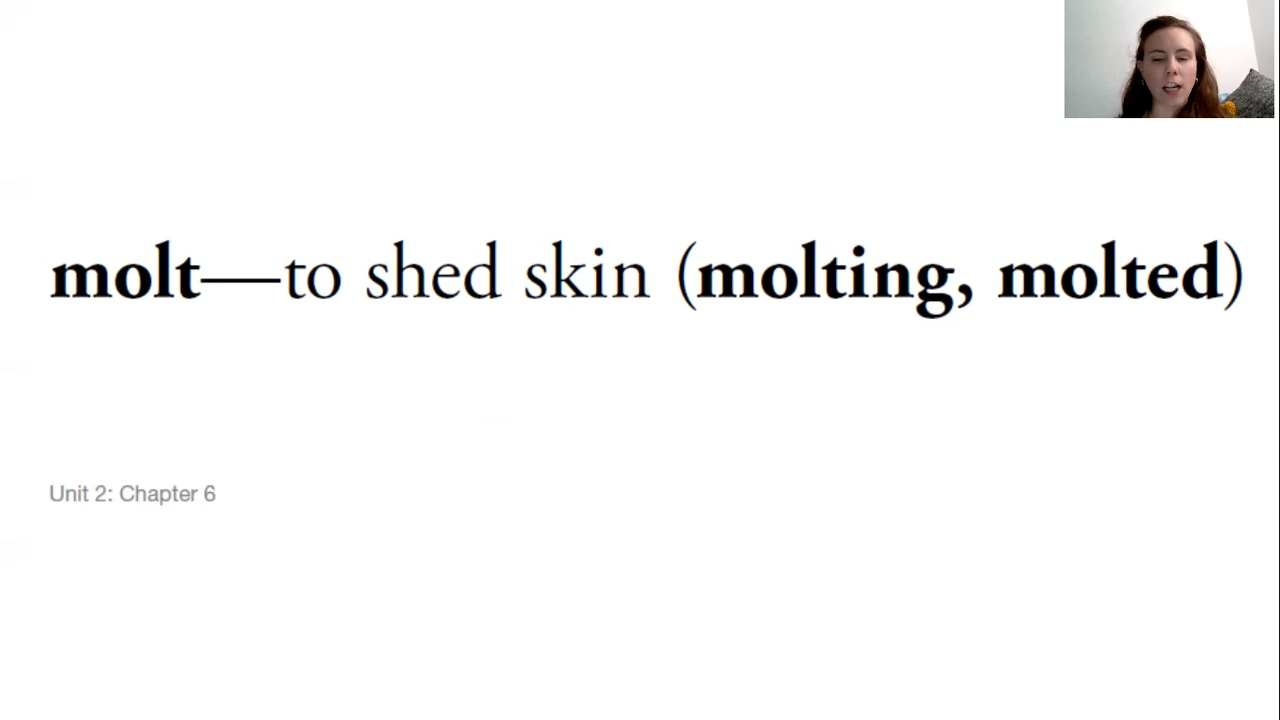 molt—to shed skin (molting, molted)
Unit 2: Chapter 6